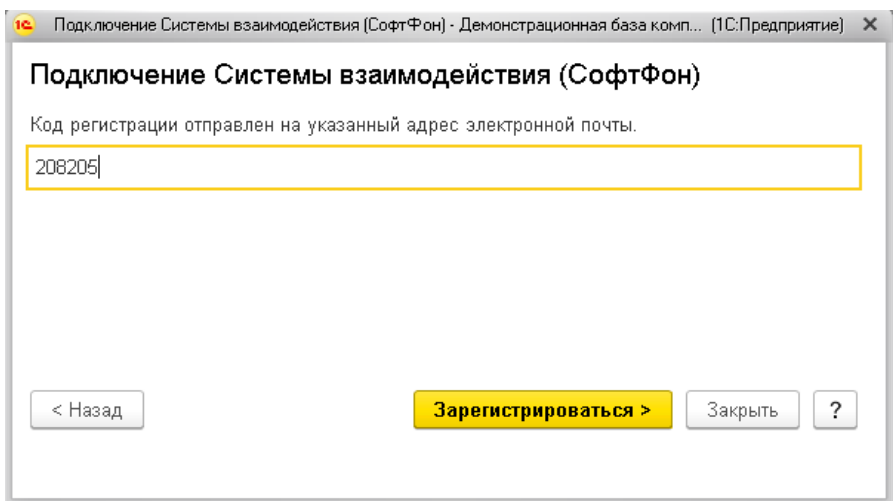 1С Подключение Системы взаимодействия (СофтФон) - Демонстрационная база комп... (1С:Предприятие)
Подключение Системы взаимодействия (СофтФон)
Код регистрации отправлен на указанный адрес электронной почты.
208205
< Назад Зарегистрироваться > Закрыть ?